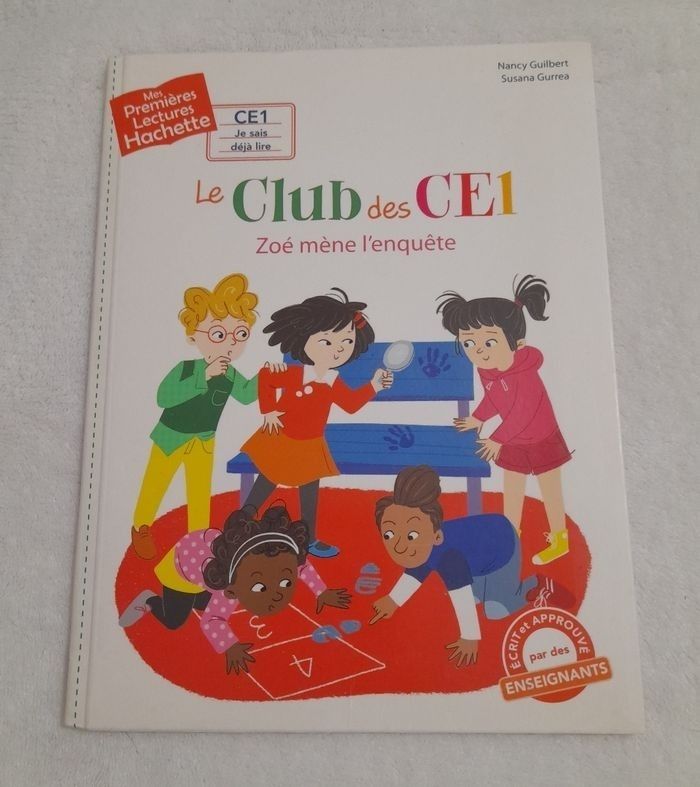 Nancy Guilbert
Susana Gurrea
Mes
Premières
Lectures
Hachette
CE1
Je sais
déjà lire
Le Club des CE1
Zoé mène l'enquête
3
4
ÉCRIT et APPROUVÉ
par des
ENSEIGNANTS